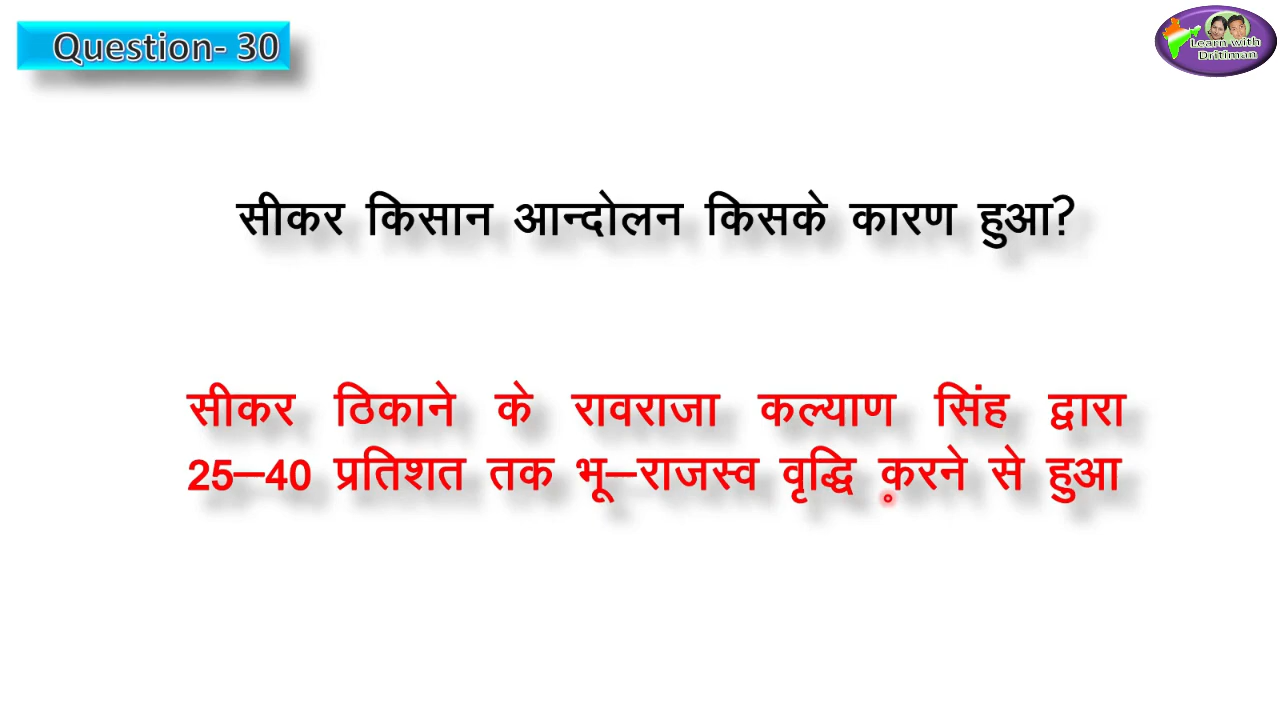 Question- 30
Learn with
Dritiman
सीकर किसान आन्दोलन किसके कारण हुआ?
सीकर ठिकाने के रावराजा कल्याण सिंह द्वारा
25–40 प्रतिशत तक भू–राजस्व वृद्धि करने से हुआ